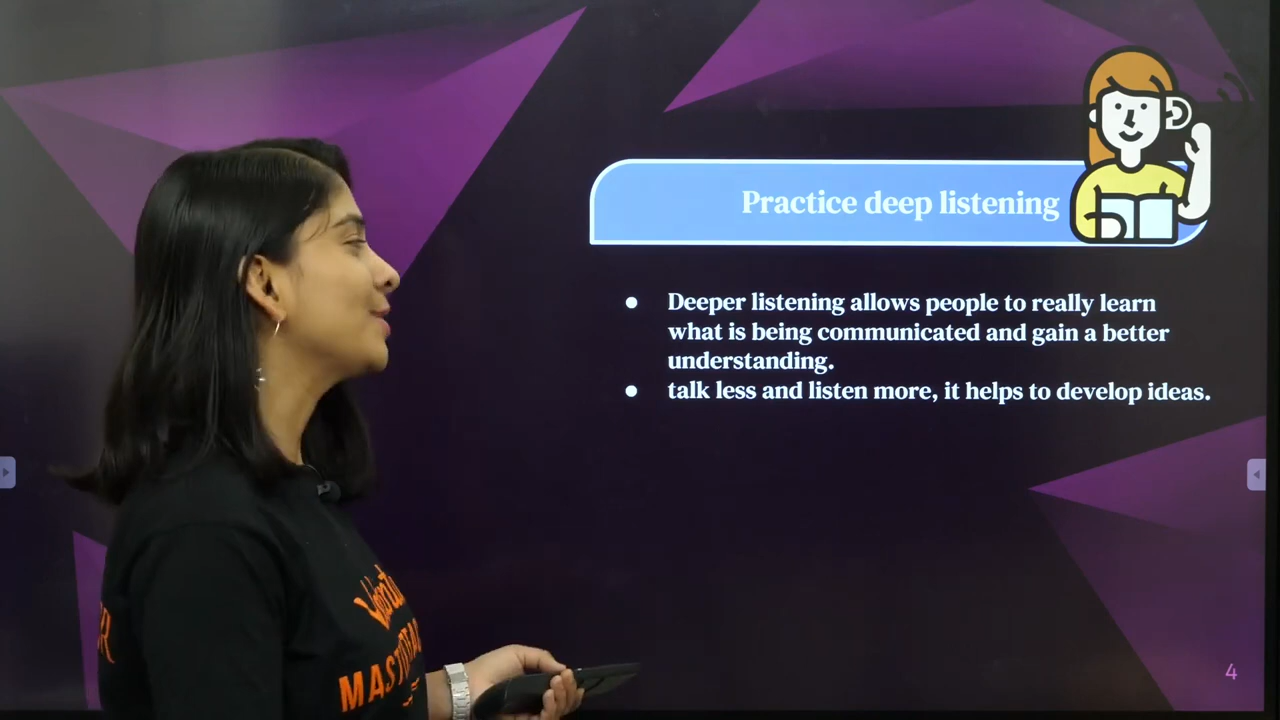 Practice deep listening
● Deeper listening allows people to really learn
what is being communicated and gain a better
understanding.
● talk less and listen more, it helps to develop ideas.
4